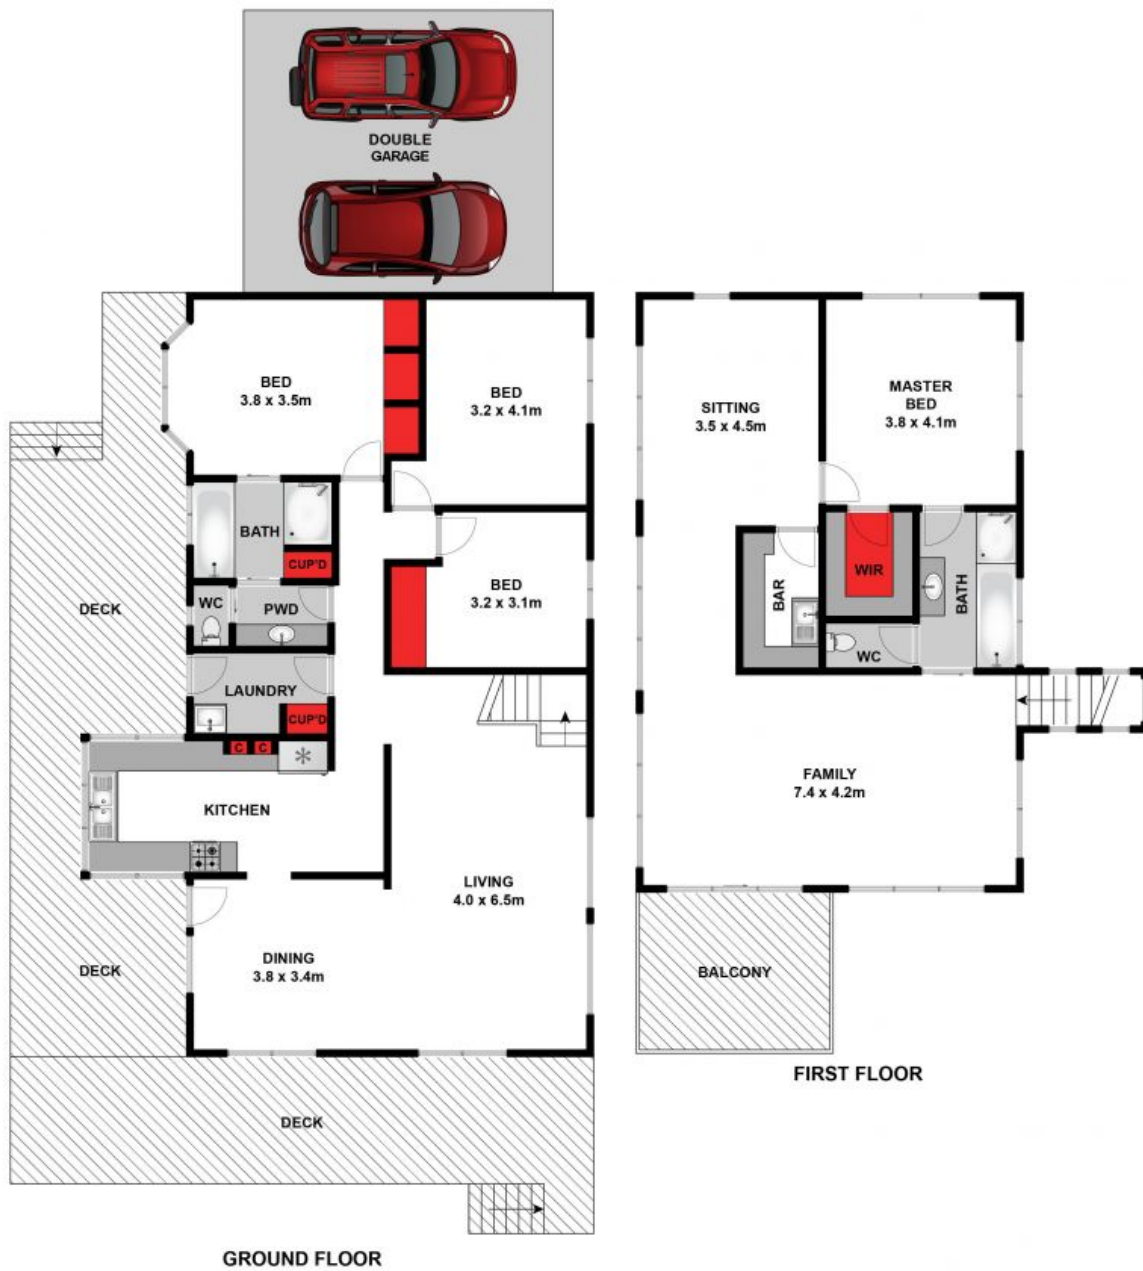 DOUBLE
GARAGE
BED
3.8 x 3.5m
BED
3.2 x 4.1m
BATH
CUP'D
BED
3.2 x 3.1m
DECK
WC
PWD
LAUNDRY
CUP'D
C
C
KITCHEN
LIVING
4.0 x 6.5m
DECK
DINING
3.8 x 3.4m
DECK
GROUND FLOOR
SITTING
3.5 x 4.5m
MASTER
BED
3.8 x 4.1m
BAR
WIR
BATH
WC
FAMILY
7.4 x 4.2m
BALCONY
FIRST FLOOR